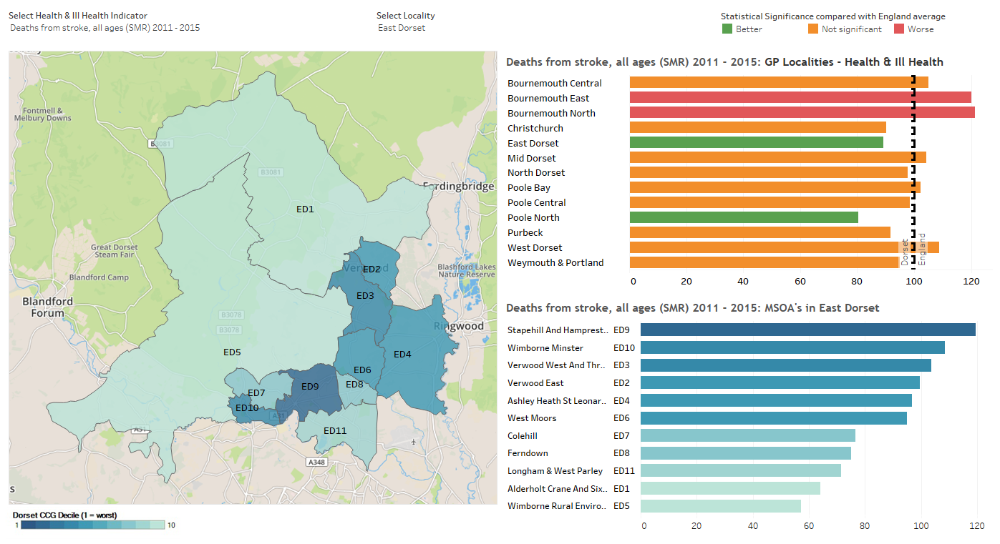 Select Health & Ill Health Indicator
Deaths from stroke, all ages (SMR) 2011 - 2015
Select Locality
East Dorset
Statistical Significance compared with England average
Better
Not significant
Worse
Fontmell &
Melbury Downs
B3081
B3081
Fordingbridge
ED1
Great Dorset
Steam Fair
Blandford Camp
Blandford
Forum
ED2
Blashford Lakes
Nature Reserve
ED3
B3078
B3078
Ringwood
ED5
ED4
ED6
ED7
ED9
ED8
ED10
A31
A31
ED11
A348
s
Dorset CCG Decile (1 = worst)
1
10
Deaths from stroke, all ages (SMR) 2011 - 2015: GP Localities - Health & Ill Health
Bournemouth Central
Bournemouth East
Bournemouth North
Christchurch
East Dorset
Mid Dorset
North Dorset
Poole Bay
Poole Central
Poole North
Purbeck
West Dorset
Weymouth & Portland
Dorset
England
0 20 40 60 80 100 120
Deaths from stroke, all ages (SMR) 2011 - 2015: MSOA's in East Dorset
Stapehill And Hamprest.. ED9
Wimborne Minster ED10
Verwood West And Thr.. ED3
Verwood East ED2
Ashley Heath St Leonar.. ED4
West Moors ED6
Colehill ED7
Ferndown ED8
Longham & West Parley ED11
Alderholt Crane And Six.. ED1
Wimborne Rural Enviro.. ED5
0 20 40 60 80 100 120